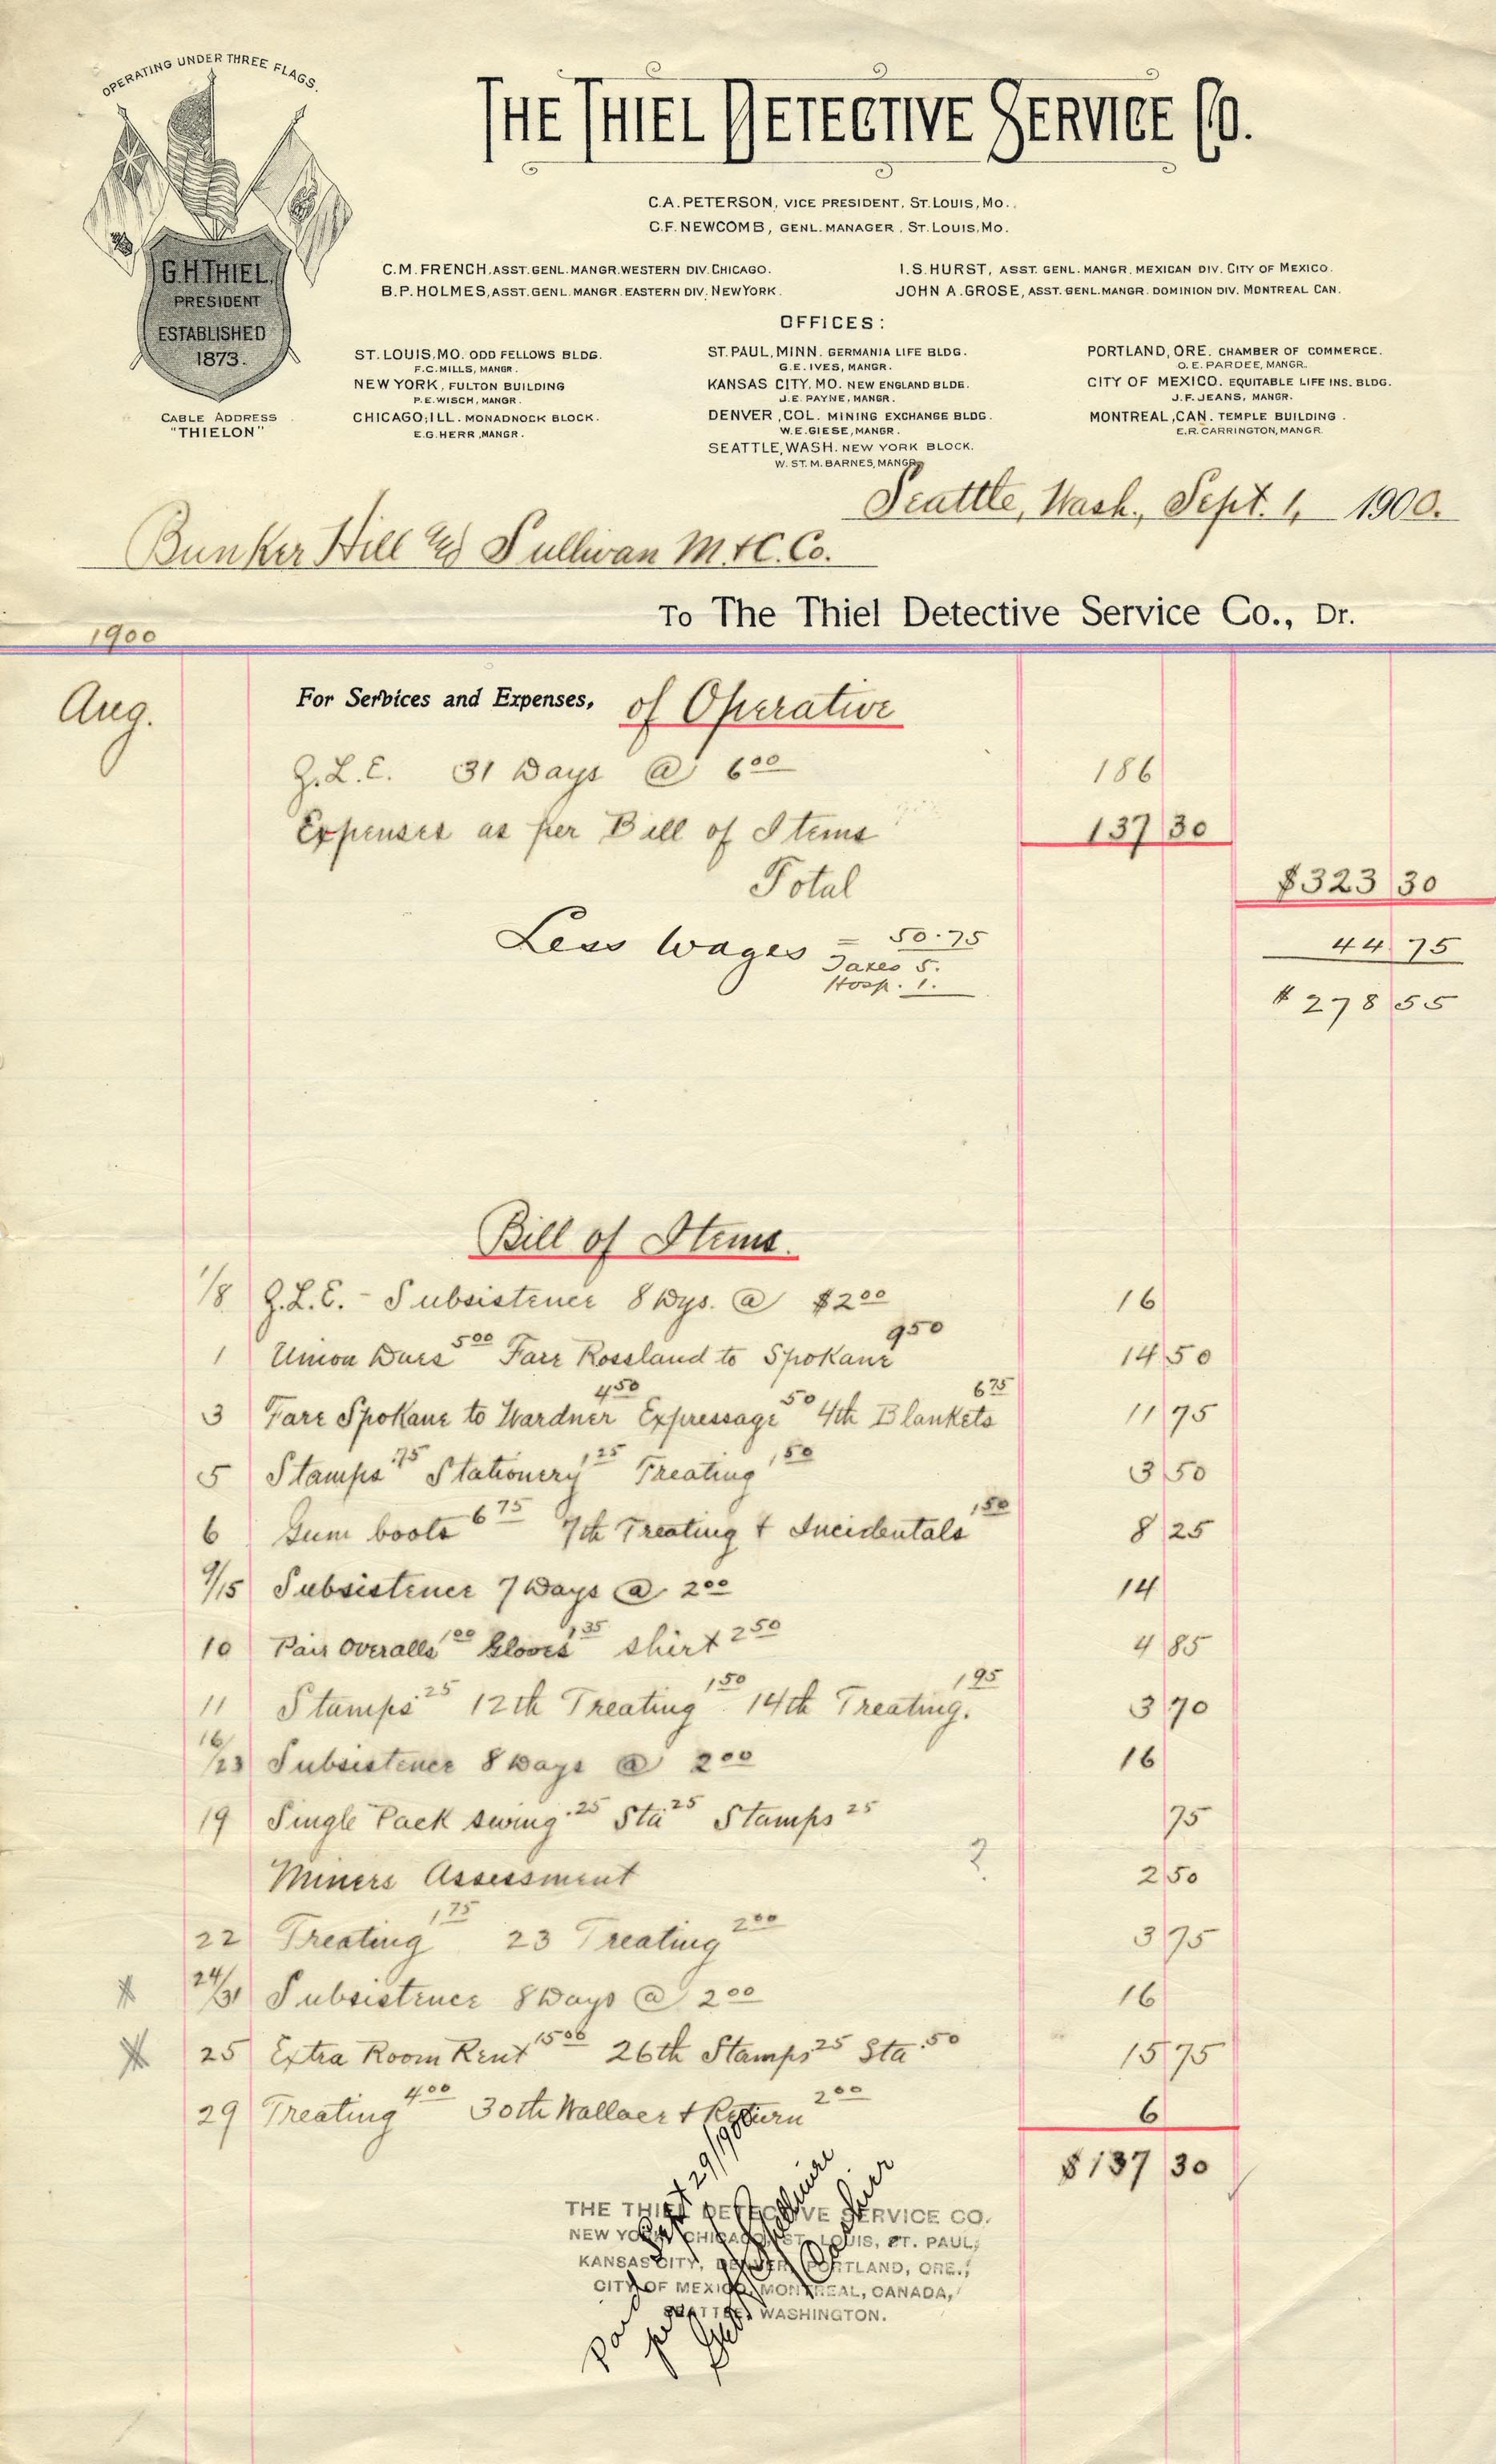 OPERATING UNDER THREE FLAGS.
THE THIEL DETECTIVE SERVICE CO.
C.A. PETERSON, VICE PRESIDENT, ST. LOUIS, MO.
C.F. NEWCOMB, GENL. MANAGER, ST. LOUIS, MO.
G.H. THIEL,
PRESIDENT
ESTABLISHED
1873.
CABLE ADDRESS
"THIELON"
C.M. FRENCH, ASST. GENL. MANGR. WESTERN DIV. CHICAGO.
B.P. HOLMES, ASST. GENL. MANGR. EASTERN DIV. NEW YORK.
I.S. HURST, ASST. GENL. MANGR. MEXICAN DIV. CITY OF MEXICO.
JOHN A. GROSE, ASST. GENL. MANGR. DOMINION DIV. MONTREAL CAN.
OFFICES:
ST. LOUIS, MO. ODD FELLOWS BLDG.
F.C. MILLS, MANGR.
NEW YORK, FULTON BUILDING
P.E. WISCH, MANGR.
CHICAGO, ILL. MONADNOCK BLOCK.
E.G. HERR, MANGR.
ST. PAUL, MINN. GERMANIA LIFE BLDG.
G.E. IVES, MANGR.
KANSAS CITY, MO. NEW ENGLAND BLDG.
J.E. PAYNE, MANGR.
DENVER, COL. MINING EXCHANGE BLDG.
W.E. GIESE, MANGR.
SEATTLE, WASH. NEW YORK BLOCK.
W. ST. M. BARNES, MANGR.
PORTLAND, ORE. CHAMBER OF COMMERCE.
O.E. PARDEE, MANGR.
CITY OF MEXICO. EQUITABLE LIFE INS. BLDG.
J.F. JEANS, MANGR.
MONTREAL, CAN. TEMPLE BUILDING.
E.R. CARRINGTON, MANGR.
Seattle, Wash., Sept. 1, 1900.
Bunker Hill and Sullivan M. & C. Co.
To The Thiel Detective Service Co., Dr.
1900
Aug. For Services and Expenses, of Operative
J.L.E. 31 Days @ 6 00 186
Expenses as per Bill of Items 137 30
Total $323 30
Less Wages = 50.75 44 75
Taxes 5.
Hosp. 1.
$278 55
Bill of Items.
1/8 J.L.E. - Subsistence 8 Dys. @ $2 00 16
1 Union Dues 5 00 Fare Rossland to Spokane 9 50 14 50
3 Fare Spokane to Wardner 4 50 Expressage 50 4th Blankets 6 75 11 75
5 Stamps .75 Stationery 1 25 Treating 1 50 3 50
6 Gum boots 6 75 7th Treating & Incidentals 1 50 8 25
9/15 Subsistence 7 Days @ 2 00 14
10 Pair Overalls 1 00 Gloves 1 35 Shirt 2 50 4 85
11 Stamps 25 12th Treating 1 50 14th Treating. 1 95 3 70
16/23 Subsistence 8 Days @ 2 00 16
19 Single Pack swing .25 Sta 25 Stamps 25 75
Miners Assessment ? 2 50
22 Treating 1 75 23 Treating 2 00 3 75
24/31 Subsistence 8 Days @ 2 00 16
25 Extra Room Rent 15 00 26th Stamps 25 Sta .50 15 75
29 Treating 4 00 30th Wallace & Return 2 00 6
$137 30
THE THIEL DETECTIVE SERVICE CO.
NEW YORK, CHICAGO, ST. LOUIS, ST. PAUL,
KANSAS CITY, DENVER, PORTLAND, ORE.,
CITY OF MEXICO, MONTREAL, CANADA,
SEATTLE, WASHINGTON.
Paid Sept 29/1900
per
Cashier